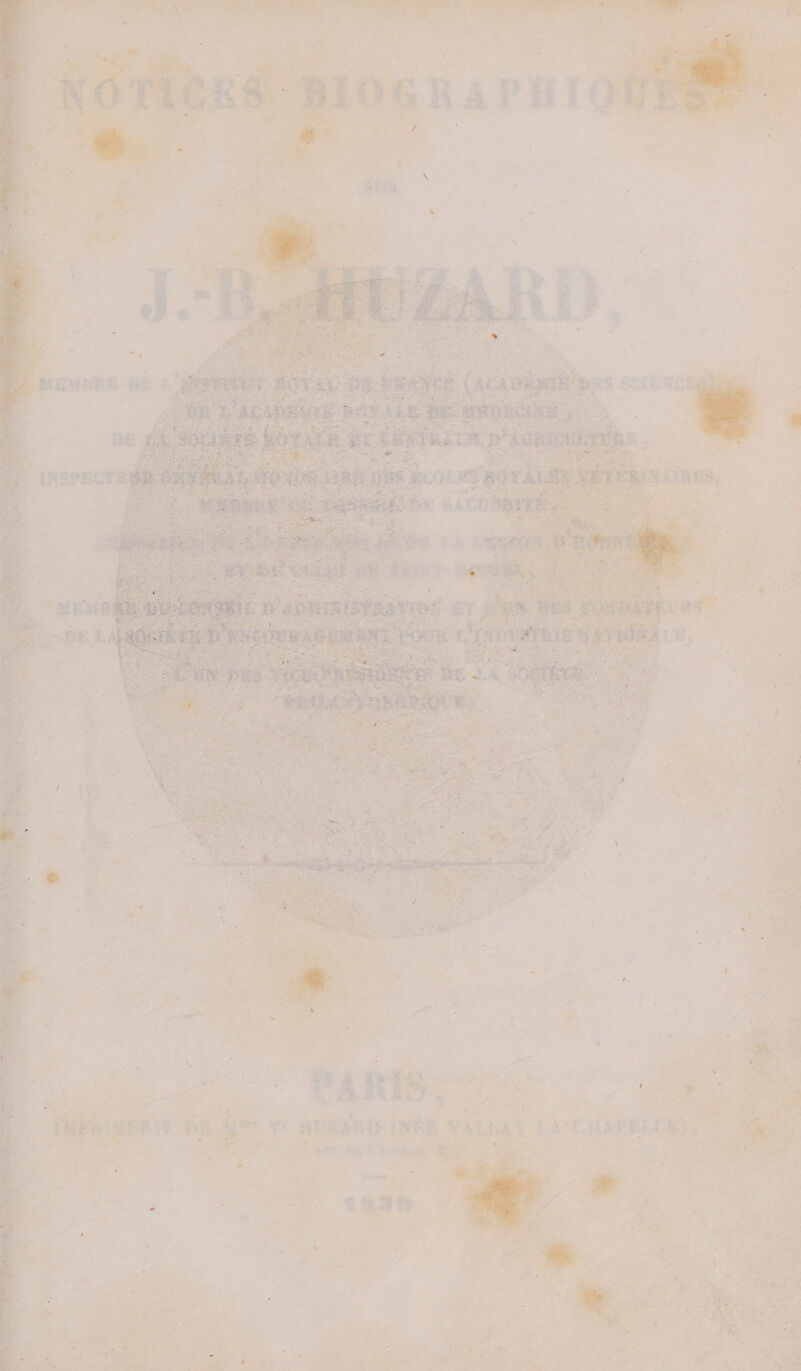 NOTICES BIOGRAPHIQUES
SUR
J.-B. HUZARD,
MEMBRE DE L'INSTITUT ROYAL DE FRANCE (ACADÉMIE DES SCIENCES),
DE L'ACADÉMIE ROYALE DE MÉDECINE,
DE LA SOCIÉTÉ ROYALE ET CENTRALE D'AGRICULTURE,
INSPECTEUR GÉNÉRAL HONORAIRE DES ÉCOLES ROYALES VÉTÉRINAIRES,
MEMBRE DU CONSEIL DE SALUBRITÉ,
DE L'ORDRE ROYAL DE LA LÉGION D'HONNEUR
ET DE CELUI DE SAINT-MICHEL,
MEMBRE DU CONSEIL D'ADMINISTRATION ET L'UN DES FONDATEURS
DE LA SOCIÉTÉ D'ENCOURAGEMENT POUR L'INDUSTRIE NATIONALE,
L'UN DES VICE-PRÉSIDENTS DE LA SOCIÉTÉ
PHILANTHROPIQUE.
PARIS,
IMPRIMERIE DE Mme Ve HUZARD (NÉE VALLAT LA CHAPELLE),
1839